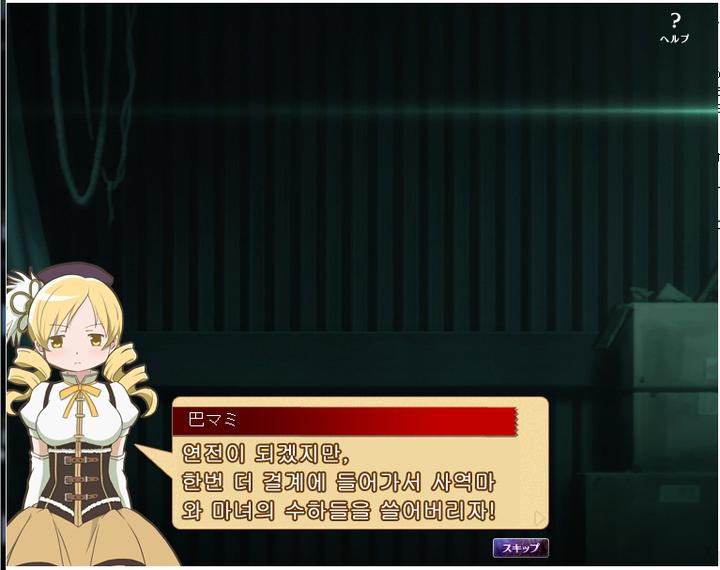 ?
ヘルプ
巴マミ
연전이 되겠지만,
한번 더 결계에 들어가서 사역마
와 마녀의 수하들을 쓸어버리자!
スキップ